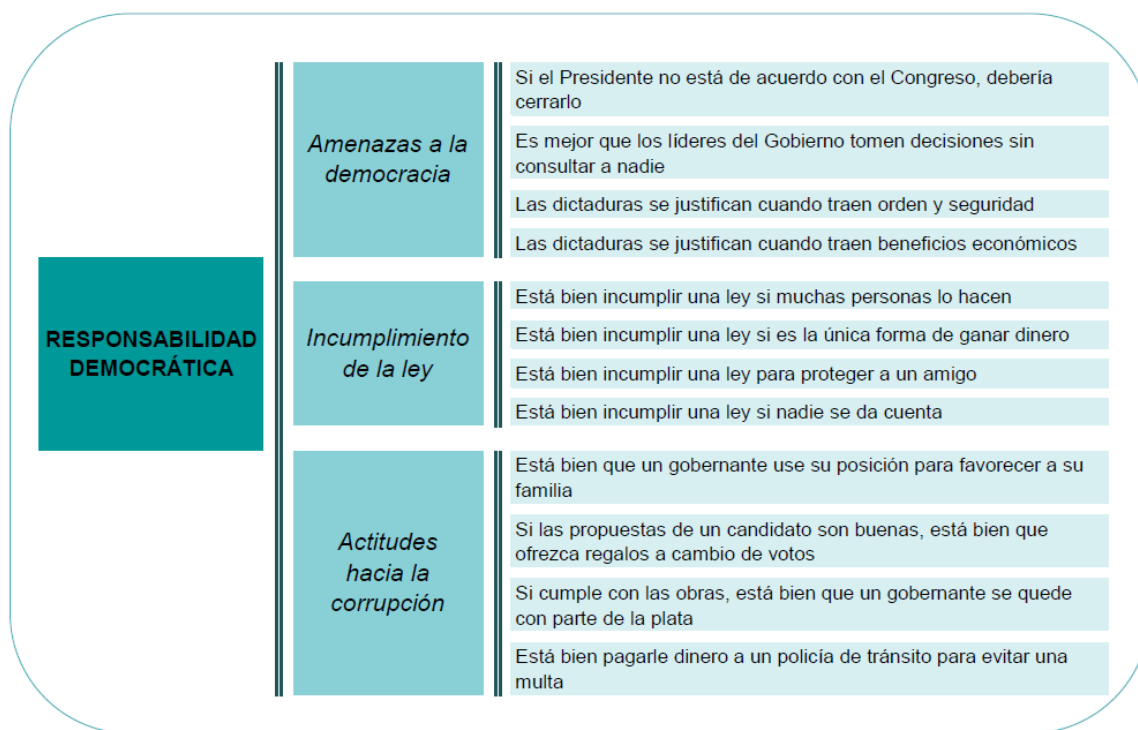 RESPONSABILIDAD
DEMOCRÁTICA
Amenazas a la
democracia
Si el Presidente no está de acuerdo con el Congreso, debería
cerrarlo
Es mejor que los líderes del Gobierno tomen decisiones sin
consultar a nadie
Las dictaduras se justifican cuando traen orden y seguridad
Las dictaduras se justifican cuando traen beneficios económicos
Incumplimiento
de la ley
Está bien incumplir una ley si muchas personas lo hacen
Está bien incumplir una ley si es la única forma de ganar dinero
Está bien incumplir una ley para proteger a un amigo
Está bien incumplir una ley si nadie se da cuenta
Actitudes
hacia la
corrupción
Está bien que un gobernante use su posición para favorecer a su
familia
Si las propuestas de un candidato son buenas, está bien que
ofrezca regalos a cambio de votos
Si cumple con las obras, está bien que un gobernante se quede
con parte de la plata
Está bien pagarle dinero a un policía de tránsito para evitar una
multa